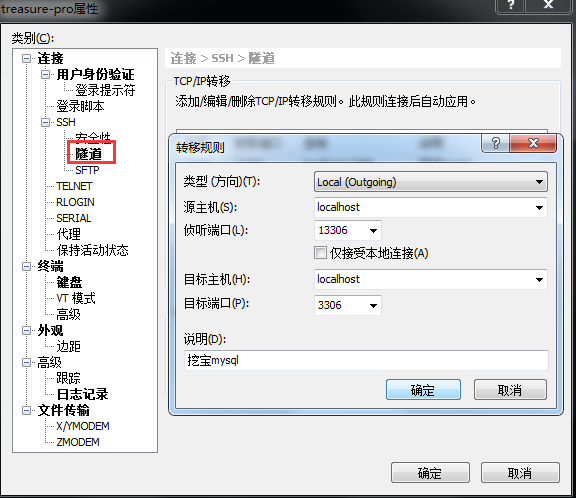 treasure-pro属性
类别(C):
连接
用户身份验证
登录提示符
登录脚本
SSH
安全性
隧道
SFTP
TELNET
RLOGIN
SERIAL
代理
保持活动状态
终端
键盘
VT 模式
高级
外观
边距
高级
跟踪
日志记录
文件传输
X/YMODEM
ZMODEM
连接 > SSH > 隧道
TCP/IP转移
添加/编辑/删除TCP/IP转移规则。此规则连接后自动应用。
转移规则
类型 (方向)(T):
Local (Outgoing)
源主机(S):
localhost
侦听端口(L):
13306
仅接受本地连接(A)
目标主机(H):
localhost
目标端口(P):
3306
说明(D):
挖宝mysql
确定
取消
确定
取消